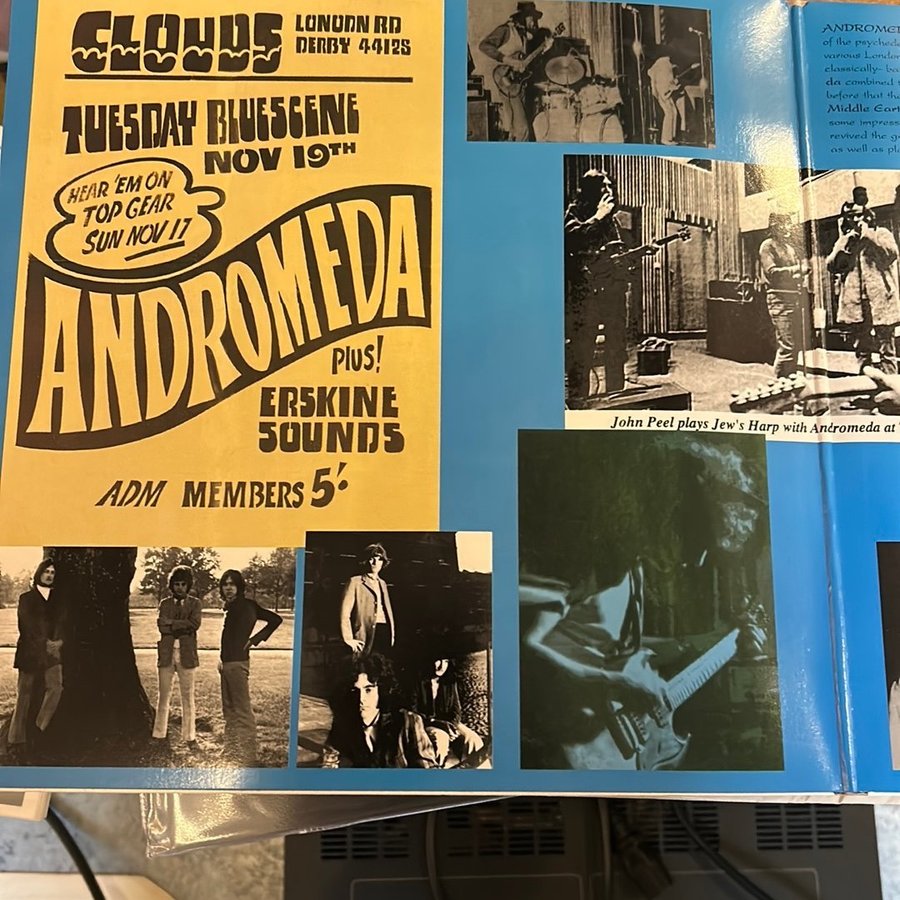 CLOUDS
LONDON RD
DERBY 44125
TUESDAY BLUESCENE
NOV 19TH
HEAR 'EM ON
TOP GEAR
SUN NOV 17
ANDROMEDA
PLUS!
ERSKINE
SOUNDS
ADM MEMBERS 5/-
ANDROMED
of the psychede
various London
classically- ba
da combined
before that the
Middle Eart
some impress
revived the g
as well as pla
John Peel plays Jew's Harp with Andromeda at